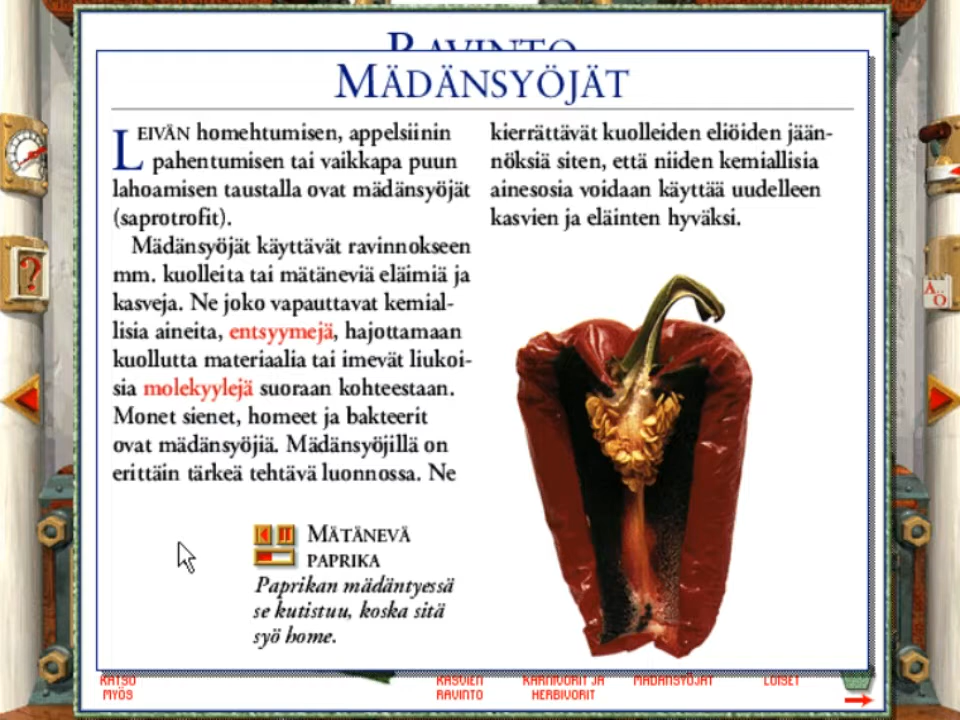 RAVINTO
MÄDÄNSYÖJÄT
LEIVÄN homehtumisen, appelsiinin
pahentumisen tai vaikkapa puun
lahoamisen taustalla ovat mädänsyöjät
(saprotrofit).
Mädänsyöjät käyttävät ravinnokseen
mm. kuolleita tai mätäneviä eläimiä ja
kasveja. Ne joko vapauttavat kemial-
lisia aineita, entsyymejä, hajottamaan
kuollutta materiaalia tai imevät liukoi-
sia molekyylejä suoraan kohteestaan.
Monet sienet, homeet ja bakteerit
ovat mädänsyöjiä. Mädänsyöjillä on
erittäin tärkeä tehtävä luonnossa. Ne
kierrättävät kuolleiden eliöiden jään-
nöksiä siten, että niiden kemiallisia
ainesosia voidaan käyttää uudelleen
kasvien ja eläinten hyväksi.
MÄTÄNEVÄ
PAPRIKA
Paprikan mädäntyessä
se kutistuu, koska sitä
syö home.
?
A...
O
KATSO
MYÖS
KASVIEN
RAVINTO
KARNIVORIT JA
HERBIVORIT
MÄDÄNSYÖJÄT
LOISET